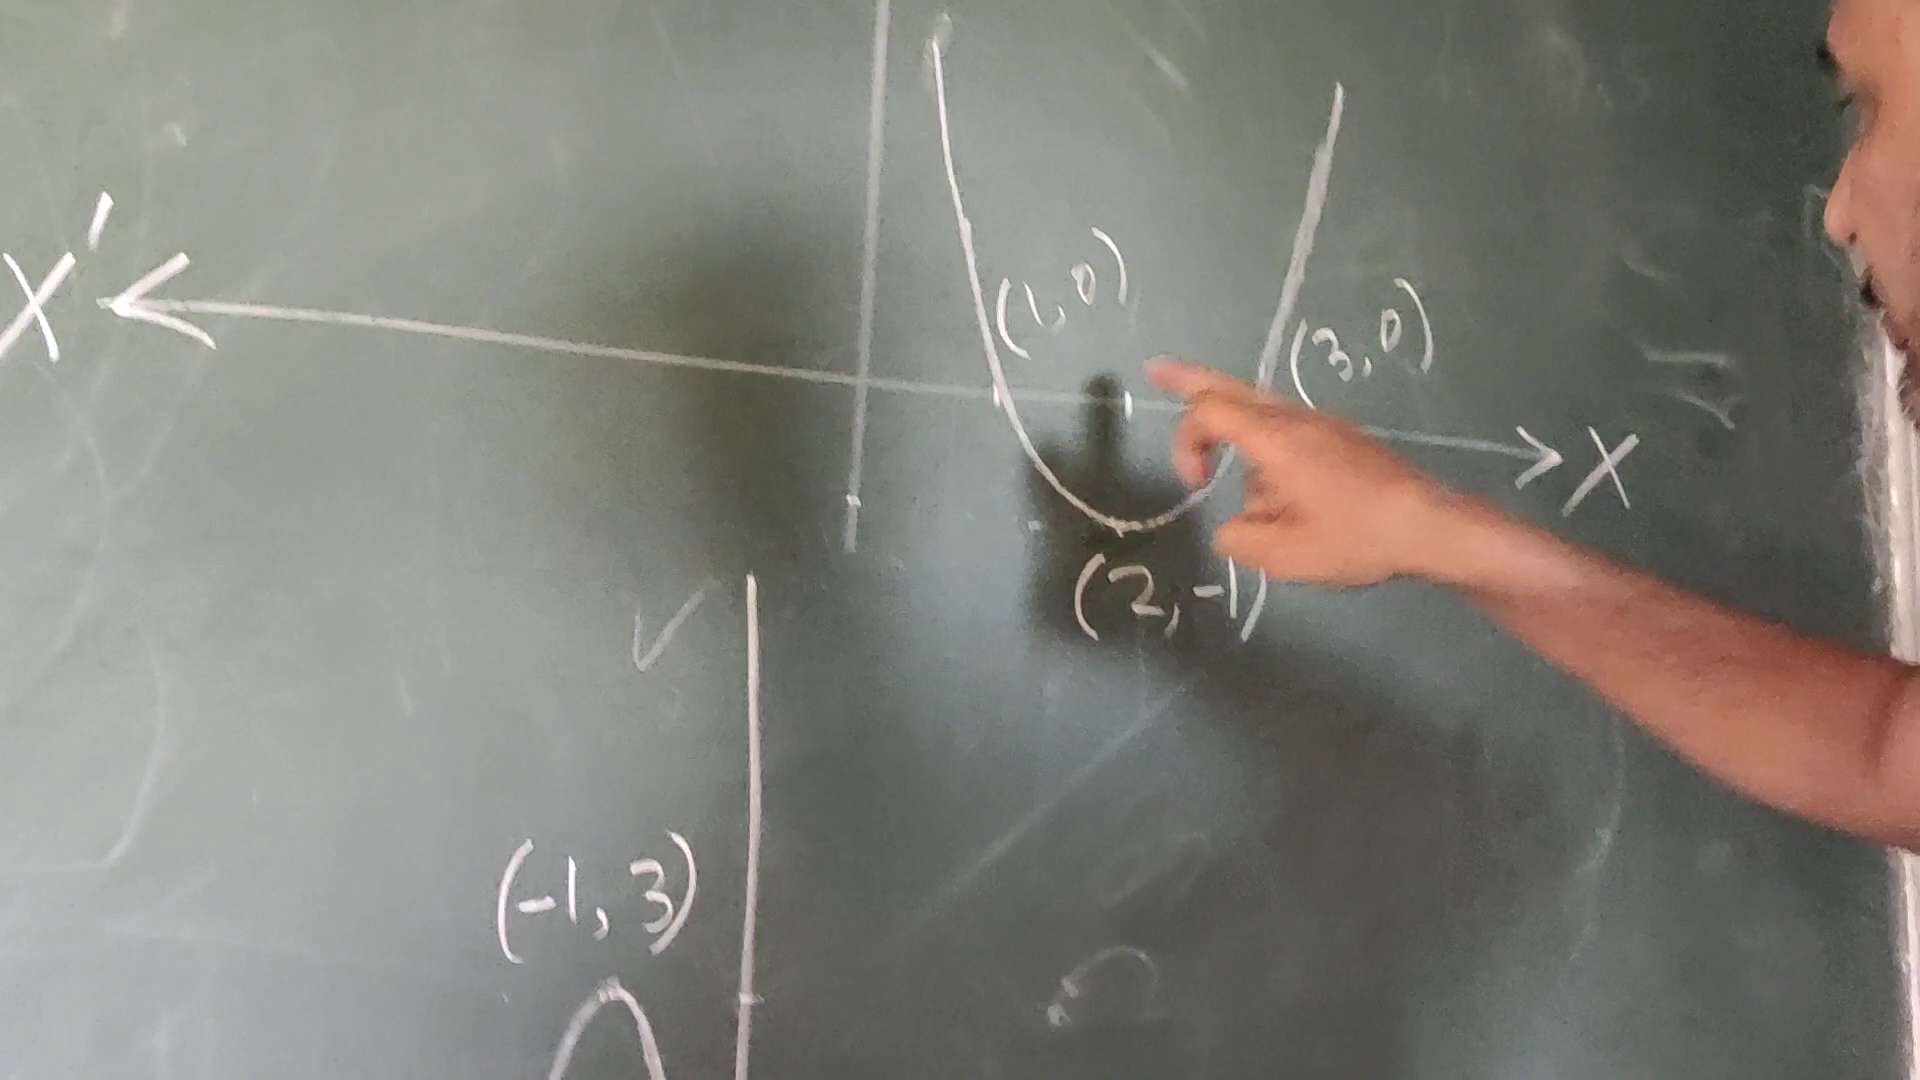 X'
(1,0)
(3,0)
X
(2,-1)
(-1,3)